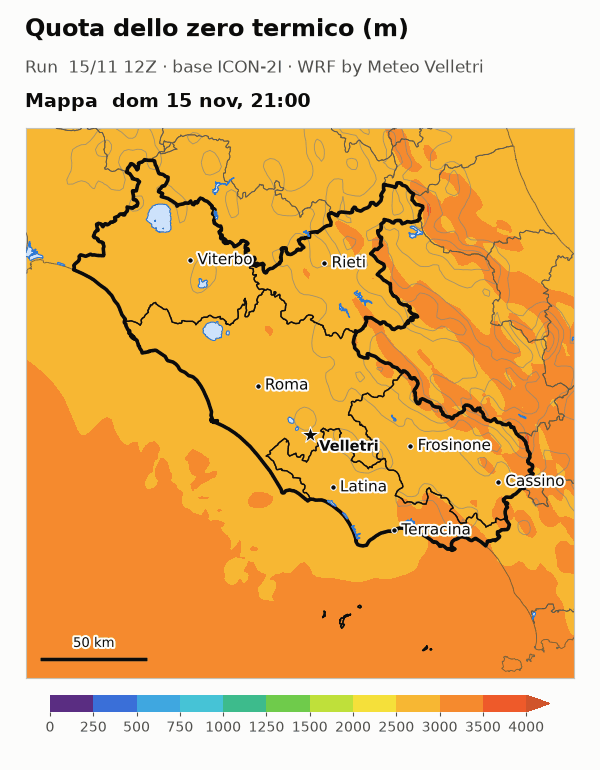 Quota dello zero termico (m)
Run  15/11 12Z · base ICON-2I · WRF by Meteo Velletri
Mappa  dom 15 nov, 21:00
Viterbo
Rieti
Roma
Velletri
Frosinone
Cassino
Latina
Terracina
50 km
0 250 500 750 1000 1250 1500 2000 2500 3000 3500 4000